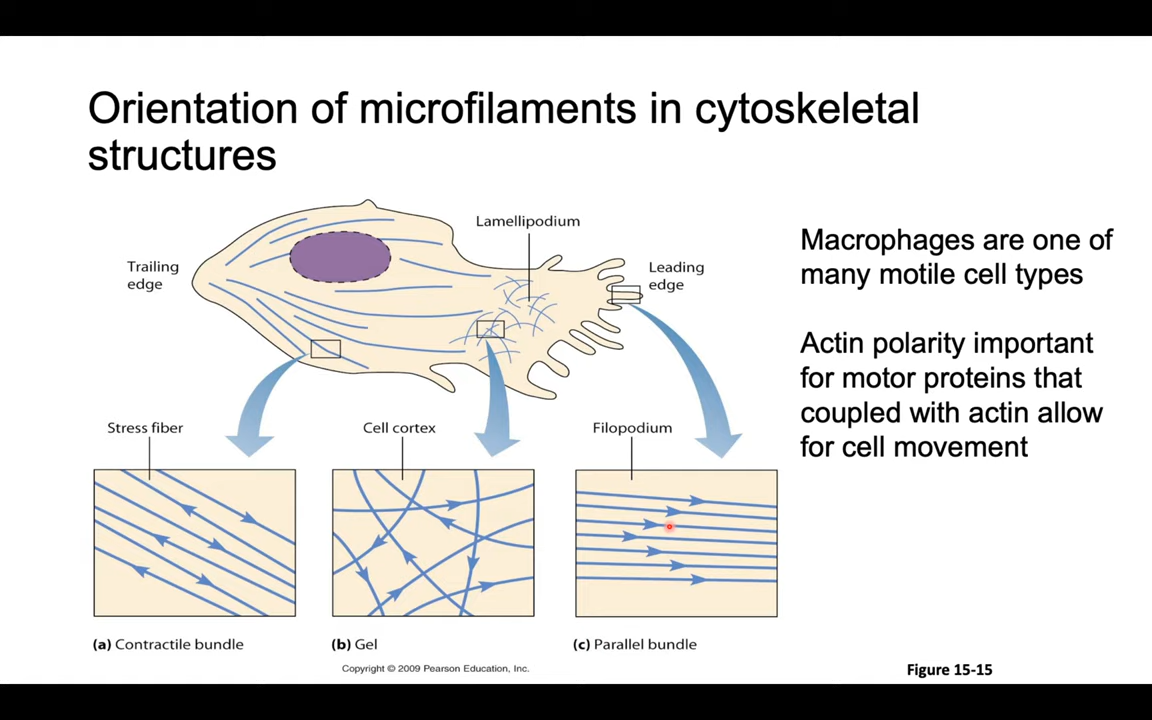 Orientation of microfilaments in cytoskeletal
structures
Lamellipodium
Trailing
edge
Leading
edge
Macrophages are one of
many motile cell types
Actin polarity important
for motor proteins that
coupled with actin allow
for cell movement
Stress fiber
Cell cortex
Filopodium
(a) Contractile bundle
(b) Gel
(c) Parallel bundle
Copyright © 2009 Pearson Education, Inc.
Figure 15-15